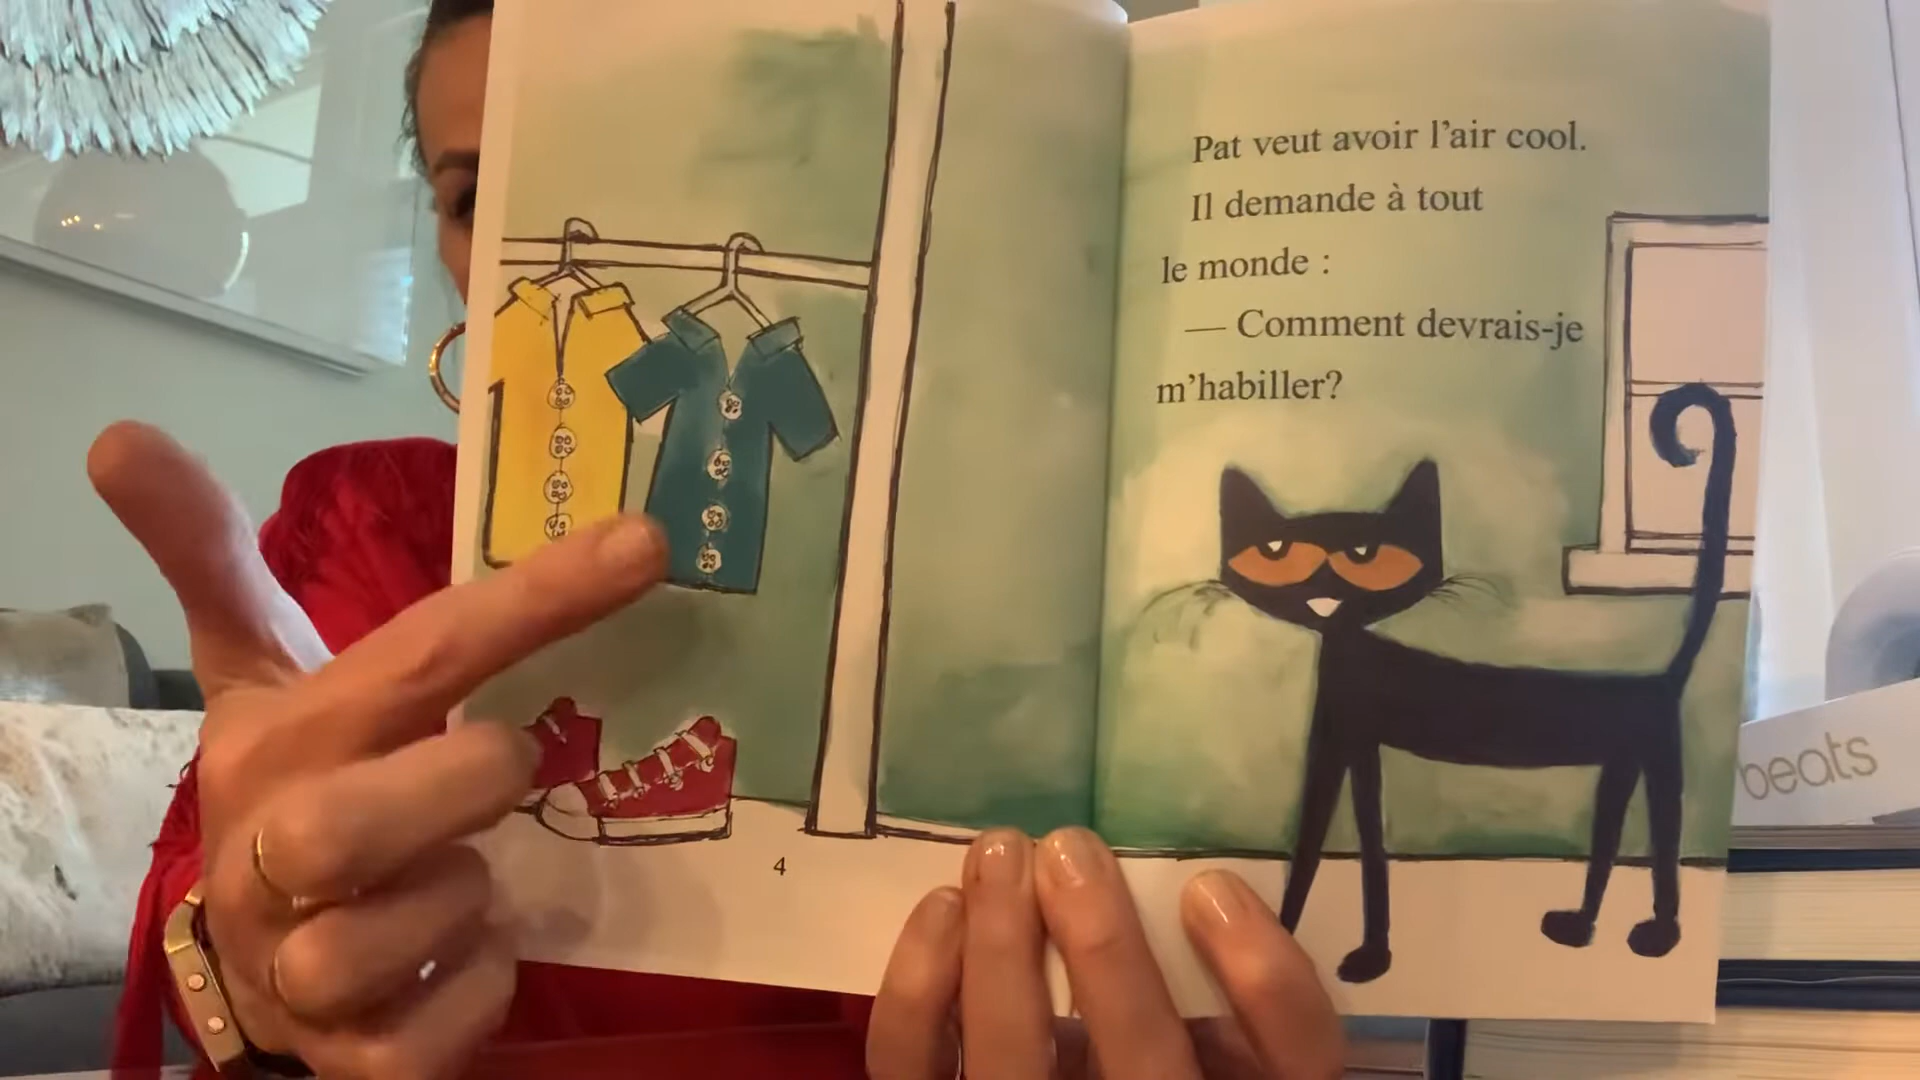 Pat veut avoir l’air cool.
Il demande à tout
le monde :
— Comment devrais-je
m’habiller?
4
beats